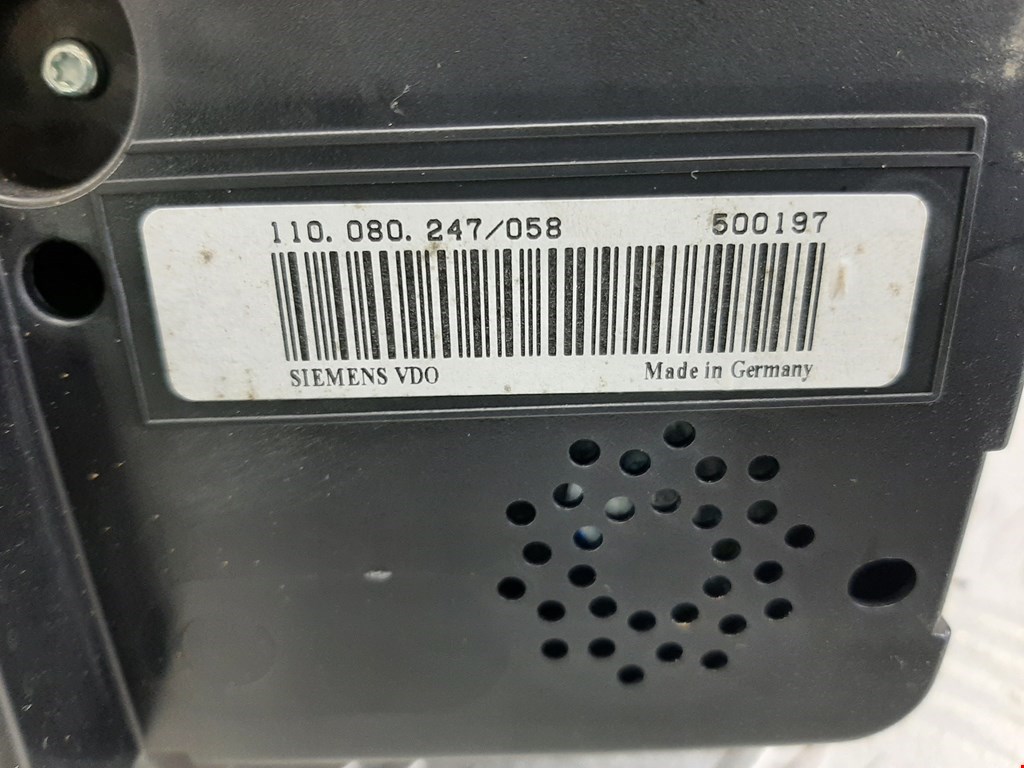 110.080.247/058 500197
SIEMENS VDO Made in Germany